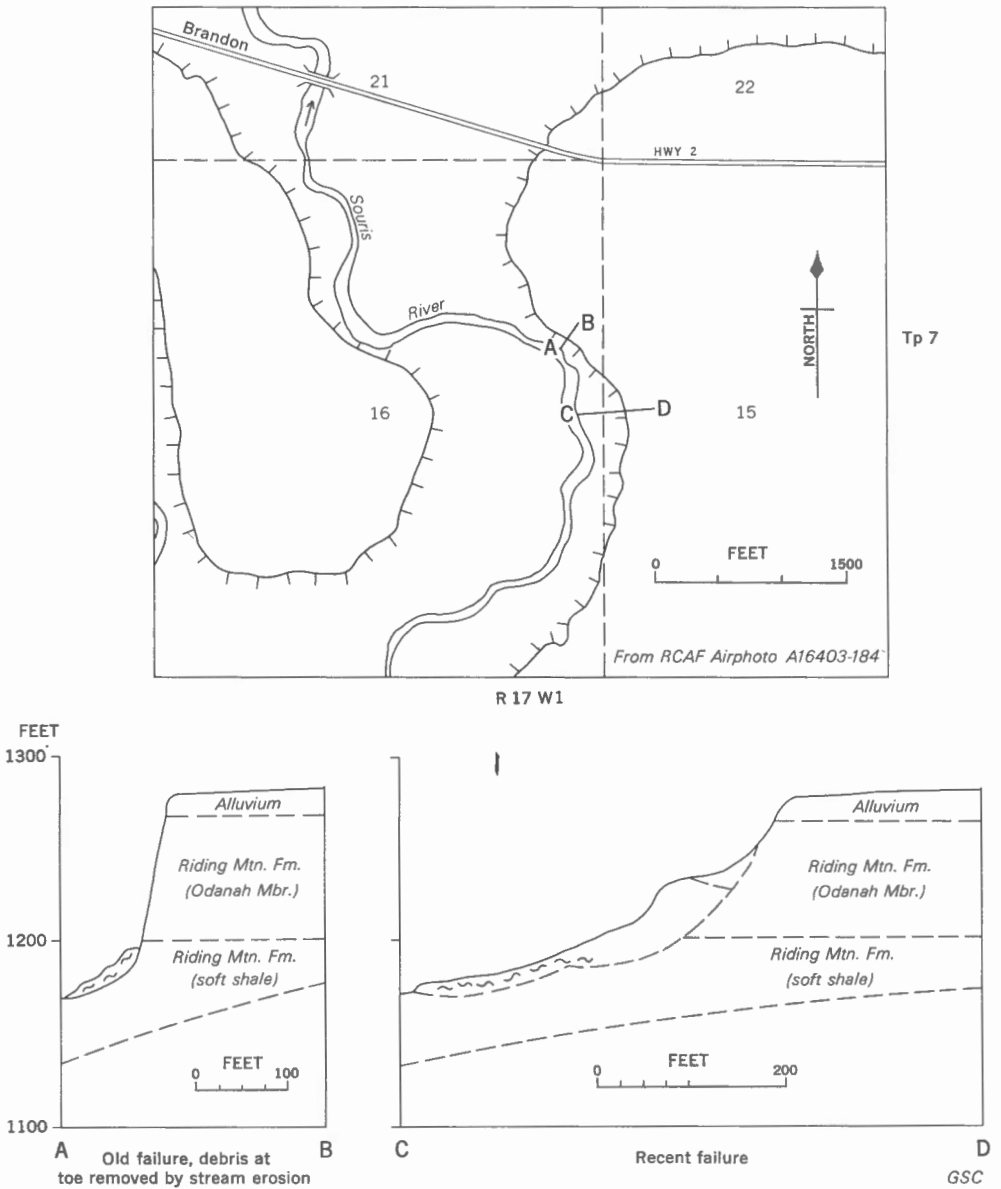 Brandon
21
22
HWY 2
Souris
River
B
A
NORTH
Tp 7
16
C
D
15
FEET
0 1500
From RCAF Airphoto A16403-184
R 17 W1
FEET
1300
1200
1100
Alluvium
Riding Mtn. Fm.
(Odanah Mbr.)
Riding Mtn. Fm.
(soft shale)
FEET
0 100
A B
Old failure, debris at
toe removed by stream erosion
Alluvium
Riding Mtn. Fm.
(Odanah Mbr.)
Riding Mtn. Fm.
(soft shale)
FEET
0 200
C D
Recent failure
GSC